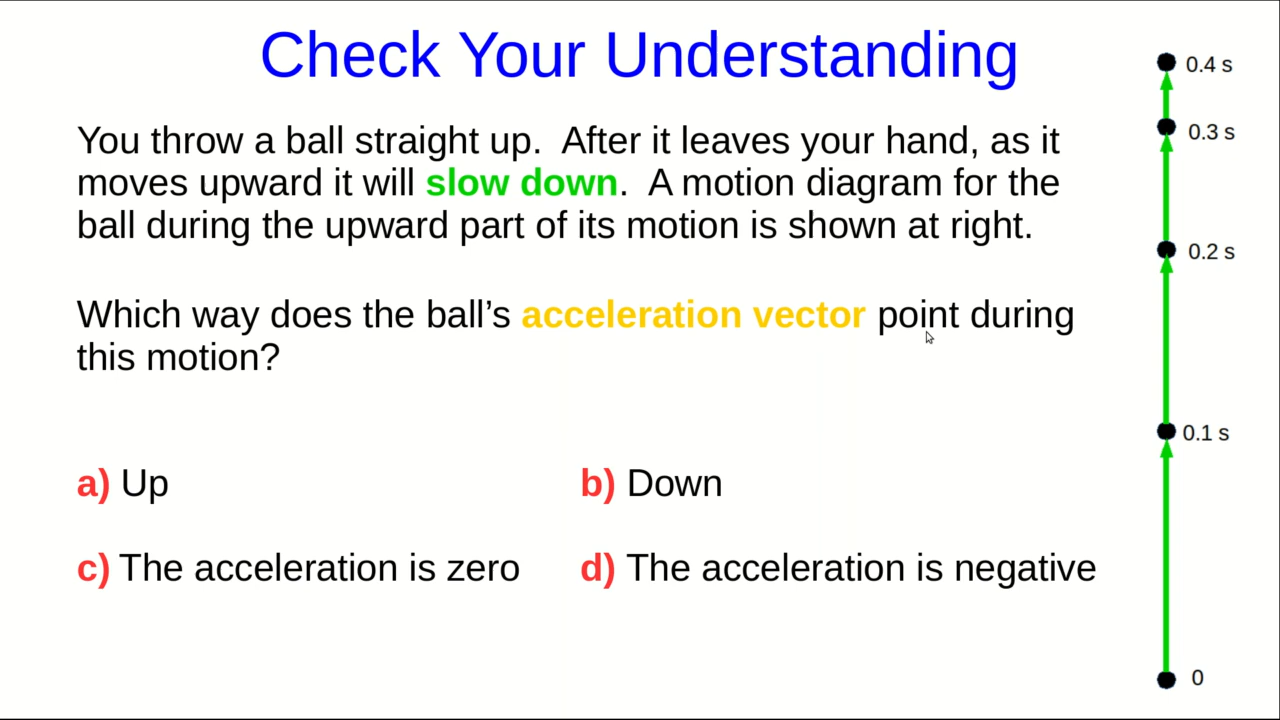 Check Your Understanding
You throw a ball straight up.  After it leaves your hand, as it
moves upward it will slow down.  A motion diagram for the
ball during the upward part of its motion is shown at right.
Which way does the ball’s acceleration vector point during
this motion?
a) Up
b) Down
c) The acceleration is zero
d) The acceleration is negative
0.4 s
0.3 s
0.2 s
0.1 s
0